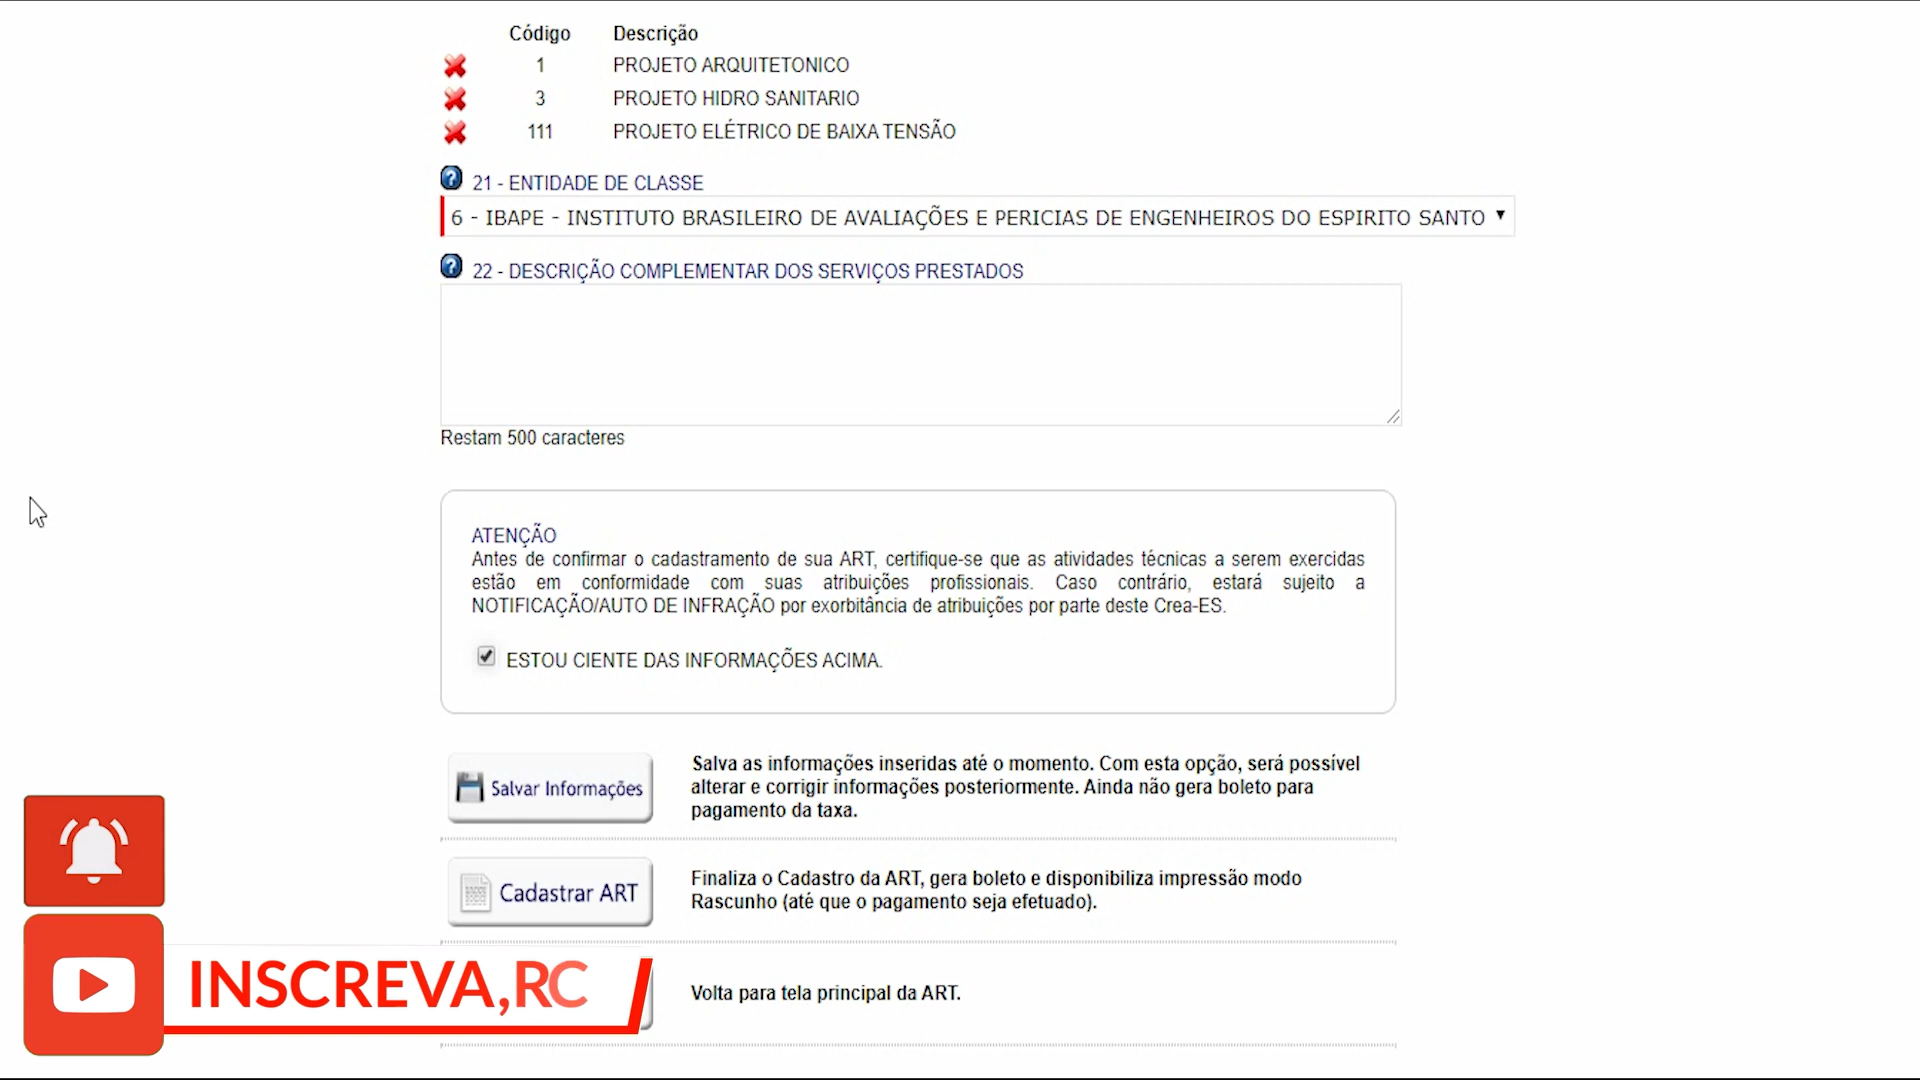 Código Descrição
1 PROJETO ARQUITETONICO
3 PROJETO HIDRO SANITARIO
111 PROJETO ELÉTRICO DE BAIXA TENSÃO
21 - ENTIDADE DE CLASSE
6 - IBAPE - INSTITUTO BRASILEIRO DE AVALIAÇÕES E PERICIAS DE ENGENHEIROS DO ESPIRITO SANTO
22 - DESCRIÇÃO COMPLEMENTAR DOS SERVIÇOS PRESTADOS
Restam 500 caracteres
ATENÇÃO
Antes de confirmar o cadastramento de sua ART, certifique-se que as atividades técnicas a serem exercidas
estão em conformidade com suas atribuições profissionais. Caso contrário, estará sujeito a
NOTIFICAÇÃO/AUTO DE INFRAÇÃO por exorbitância de atribuições por parte deste Crea-ES.
ESTOU CIENTE DAS INFORMAÇÕES ACIMA.
Salvar Informações
Salva as informações inseridas até o momento. Com esta opção, será possível
alterar e corrigir informações posteriormente. Ainda não gera boleto para
pagamento da taxa.
Cadastrar ART
Finaliza o Cadastro da ART, gera boleto e disponibiliza impressão modo
Rascunho (até que o pagamento seja efetuado).
INSCREVA,RC
Volta para tela principal da ART.